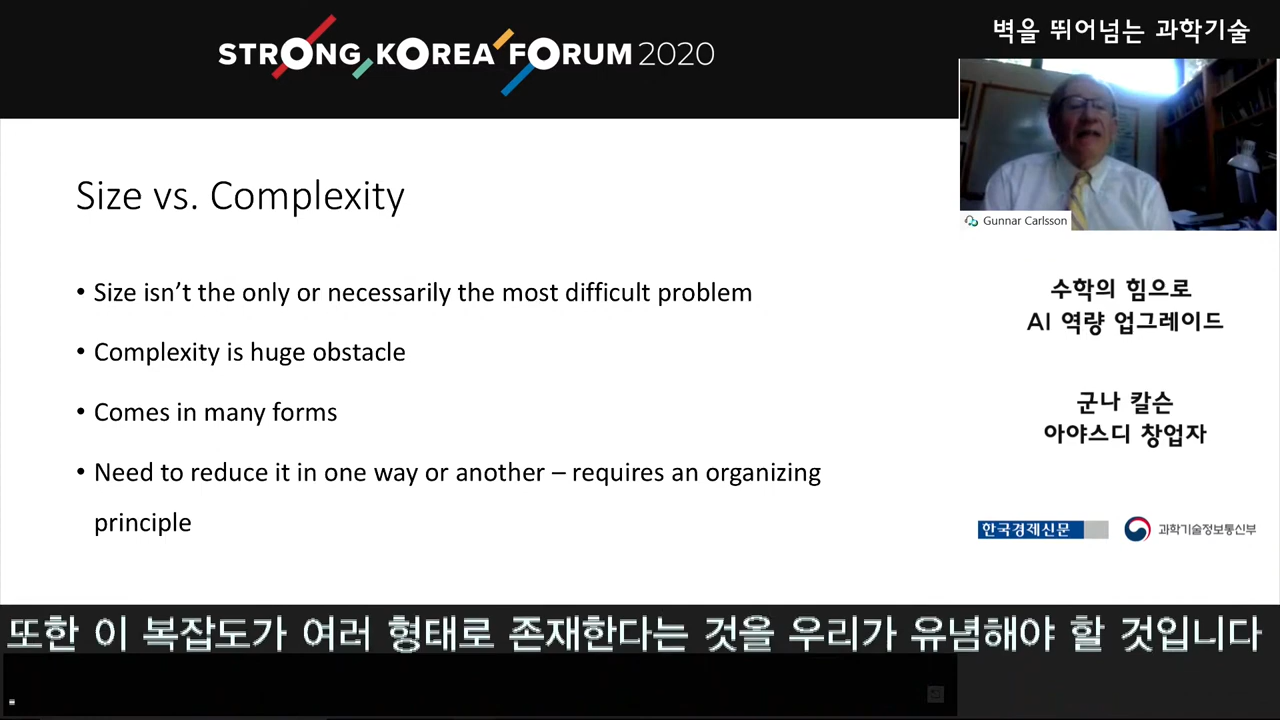 STRONG KOREA FORUM 2020
벽을 뛰어넘는 과학기술
Gunnar Carlsson
Size vs. Complexity
• Size isn’t the only or necessarily the most difficult problem
• Complexity is huge obstacle
• Comes in many forms
• Need to reduce it in one way or another – requires an organizing
principle
수학의 힘으로
AI 역량 업그레이드
군나 칼슨
아야스디 창업자
한국경제신문
과학기술정보통신부
또한 이 복잡도가 여러 형태로 존재한다는 것을 우리가 유념해야 할 것입니다